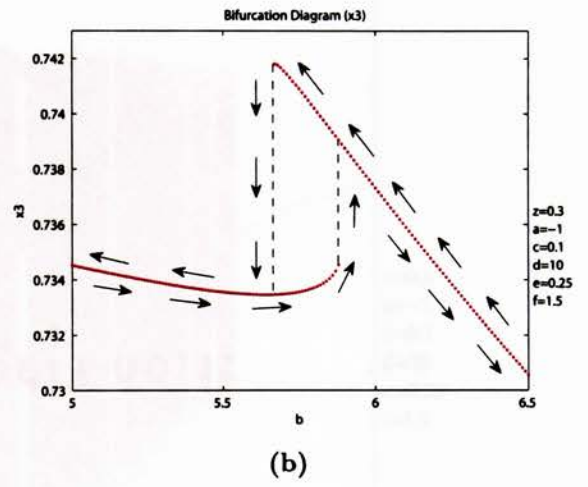 Bifurcation Diagram (x3)
0.742
0.74
0.738
0.736
0.734
0.732
0.73
x3
5
5.5
6
6.5
b
z=0.3
a=−1
c=0.1
d=10
e=0.25
f=1.5
(b)